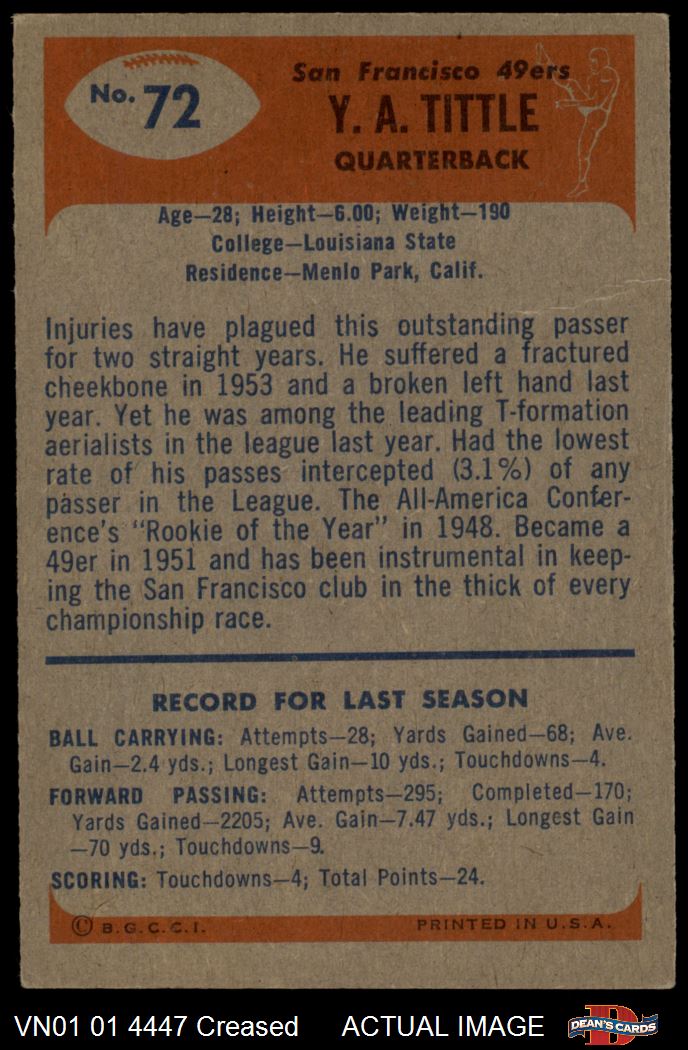 No. 72
San Francisco 49ers
Y. A. TITTLE
QUARTERBACK
Age—28; Height—6.00; Weight—190
College—Louisiana State
Residence—Menlo Park, Calif.
Injuries have plagued this outstanding passer
for two straight years. He suffered a fractured
cheekbone in 1953 and a broken left hand last
year. Yet he was among the leading T-formation
aerialists in the league last year. Had the lowest
rate of his passes intercepted (3.1%) of any
passer in the League. The All-America Confer-
ence's "Rookie of the Year" in 1948. Became a
49er in 1951 and has been instrumental in keep-
ing the San Francisco club in the thick of every
championship race.
RECORD FOR LAST SEASON
BALL CARRYING: Attempts—28; Yards Gained—68; Ave.
Gain—2.4 yds.; Longest Gain—10 yds.; Touchdowns—4.
FORWARD PASSING: Attempts—295; Completed—170;
Yards Gained—2205; Ave. Gain—7.47 yds.; Longest Gain
—70 yds.; Touchdowns—9.
SCORING: Touchdowns—4; Total Points—24.
© B.G.C.C.I. PRINTED IN U.S.A.
VN01 01 4447 Creased ACTUAL IMAGE D DEAN'S CARDS